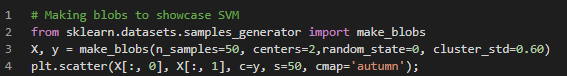 1 # Making blobs to showcase SVM
2 from sklearn.datasets.samples_generator import make_blobs
3 X, y = make_blobs(n_samples=50, centers=2,random_state=0, cluster_std=0.60)
4 plt.scatter(X[:, 0], X[:, 1], c=y, s=50, cmap='autumn');